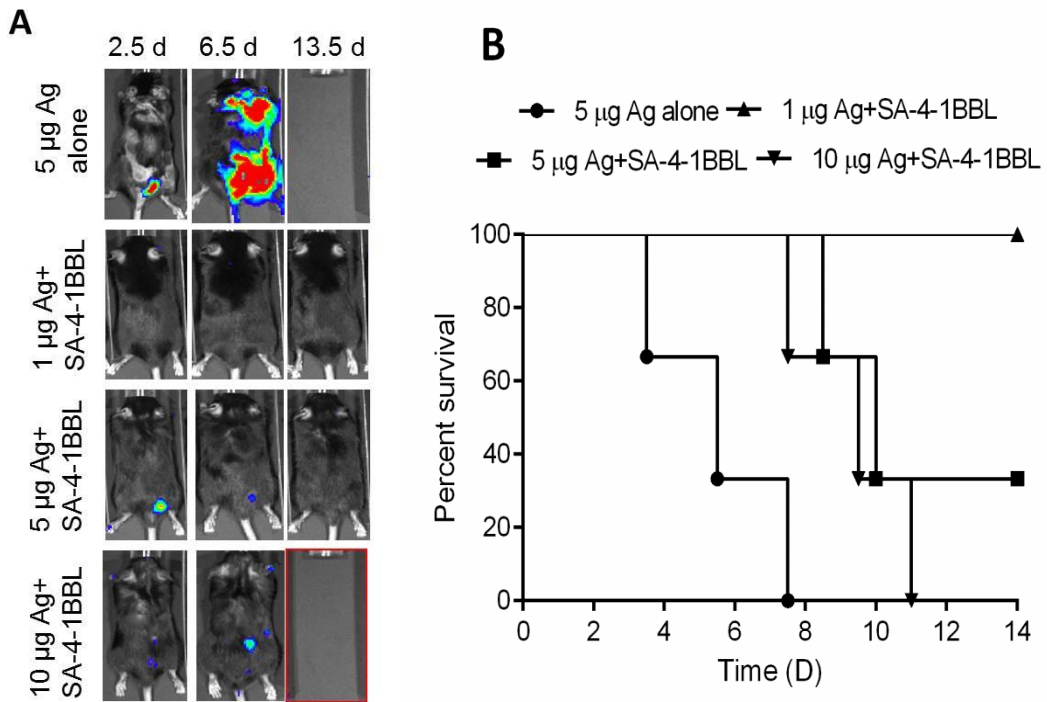 A
2.5 d 6.5 d 13.5 d
5 μg Ag
alone
1 μg Ag+
SA-4-1BBL
5 μg Ag+
SA-4-1BBL
10 μg Ag+
SA-4-1BBL
B
5 μg Ag alone
1 μg Ag+SA-4-1BBL
5 μg Ag+SA-4-1BBL
10 μg Ag+SA-4-1BBL
Percent survival
100
80
60
40
20
0
0 2 4 6 8 10 12 14
Time (D)